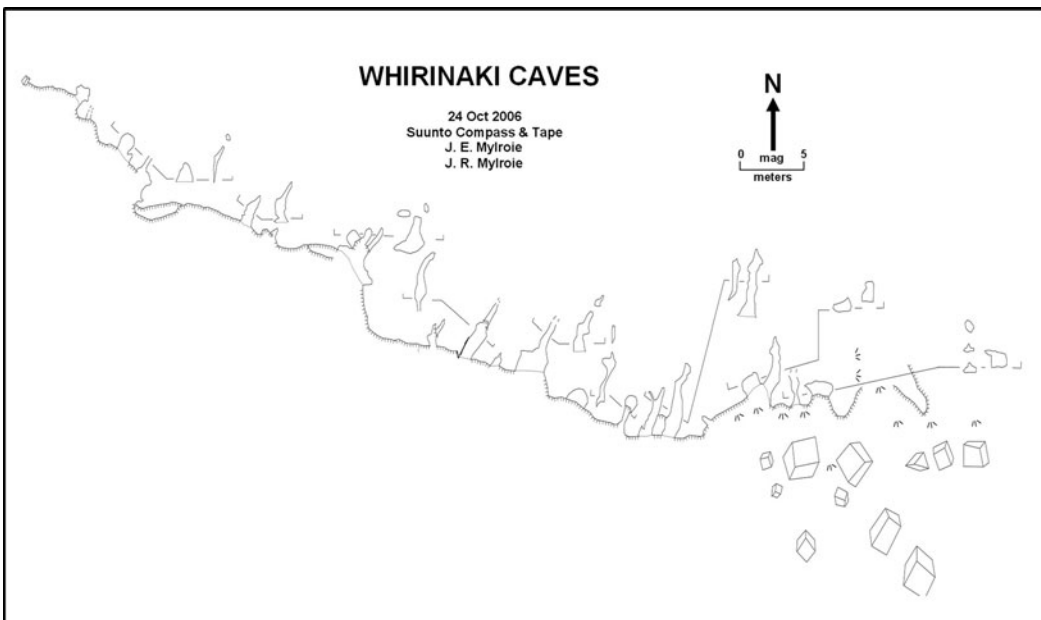 WHIRINAKI CAVES
24 Oct 2006
Suunto Compass & Tape
J. E. Mylroie
J. R. Mylroie
N
0 mag 5
meters